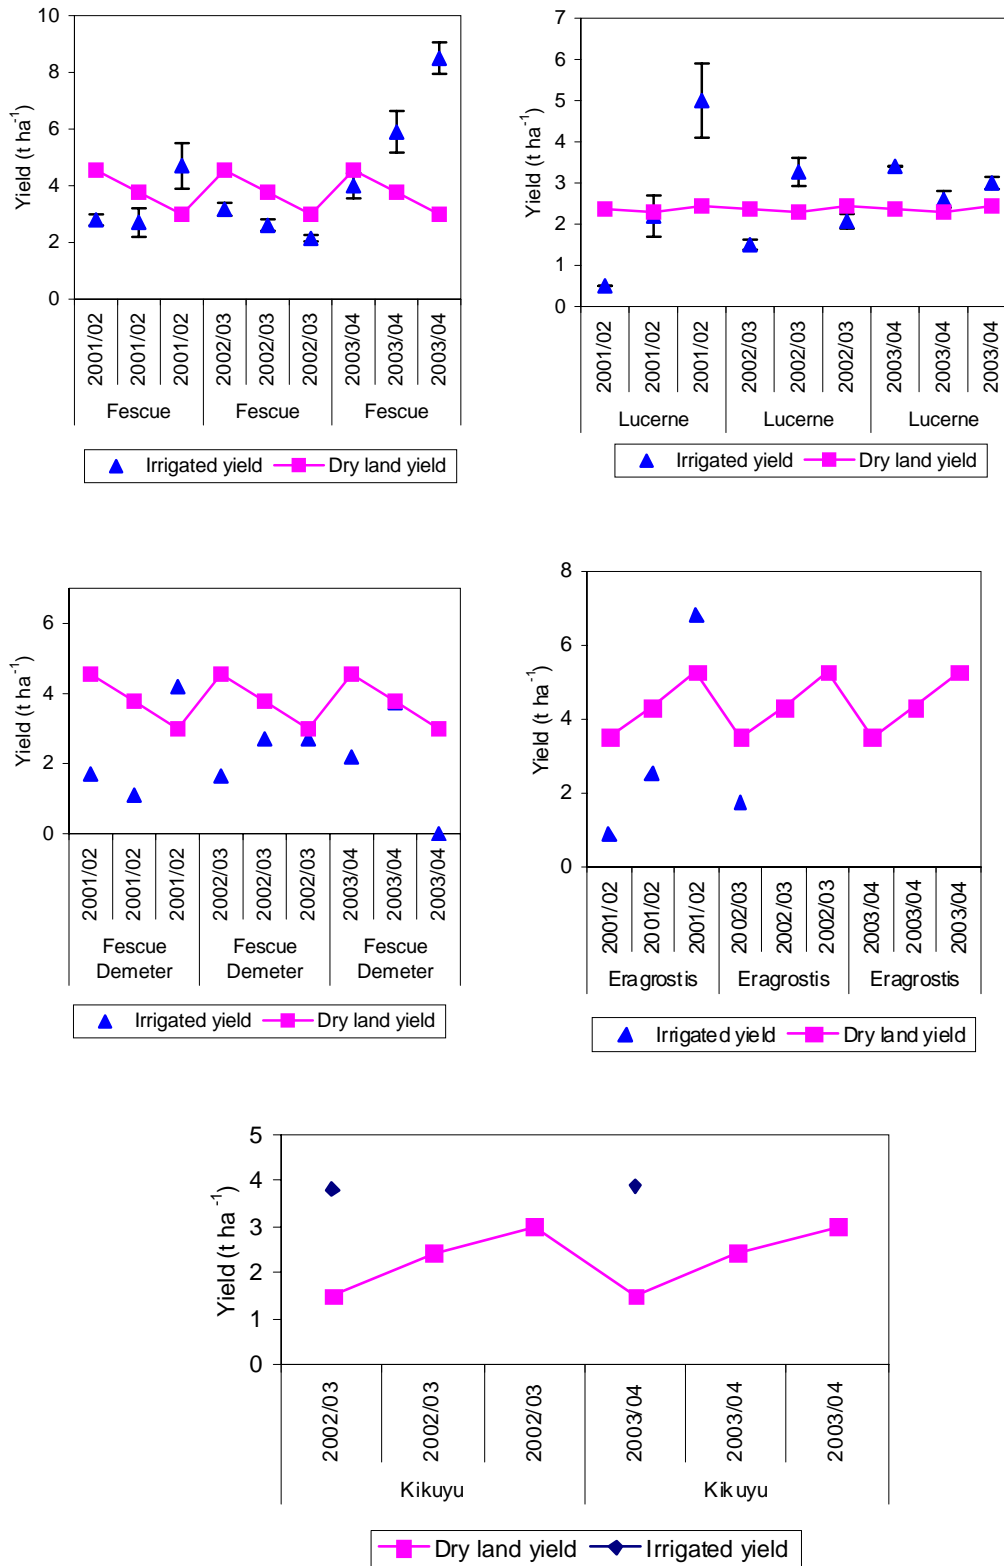 10
8
6
4
2
0
Yield (t ha -1)
2001/02 2001/02 2001/02 2002/03 2002/03 2002/03 2003/04 2003/04 2003/04
Fescue Fescue Fescue
Irrigated yield Dry land yield
7
6
5
4
3
2
1
0
Yield (t ha -1)
2001/02 2001/02 2001/02 2002/03 2002/03 2002/03 2003/04 2003/04 2003/04
Lucerne Lucerne Lucerne
Irrigated yield Dry land yield
6
4
2
0
Yield (t ha -1)
2001/02 2001/02 2001/02 2002/03 2002/03 2002/03 2003/04 2003/04 2003/04
Fescue Fescue Fescue
Demeter Demeter Demeter
Irrigated yield Dry land yield
8
6
4
2
0
Yield (t ha -1)
2001/02 2001/02 2001/02 2002/03 2002/03 2002/03 2003/04 2003/04 2003/04
Eragrostis Eragrostis Eragrostis
Irrigated yield Dry land yield
5
4
3
2
1
0
Yield (t ha -1)
2002/03 2002/03 2002/03 2003/04 2003/04 2003/04
Kikuyu Kikuyu
Dry land yield Irrigated yield